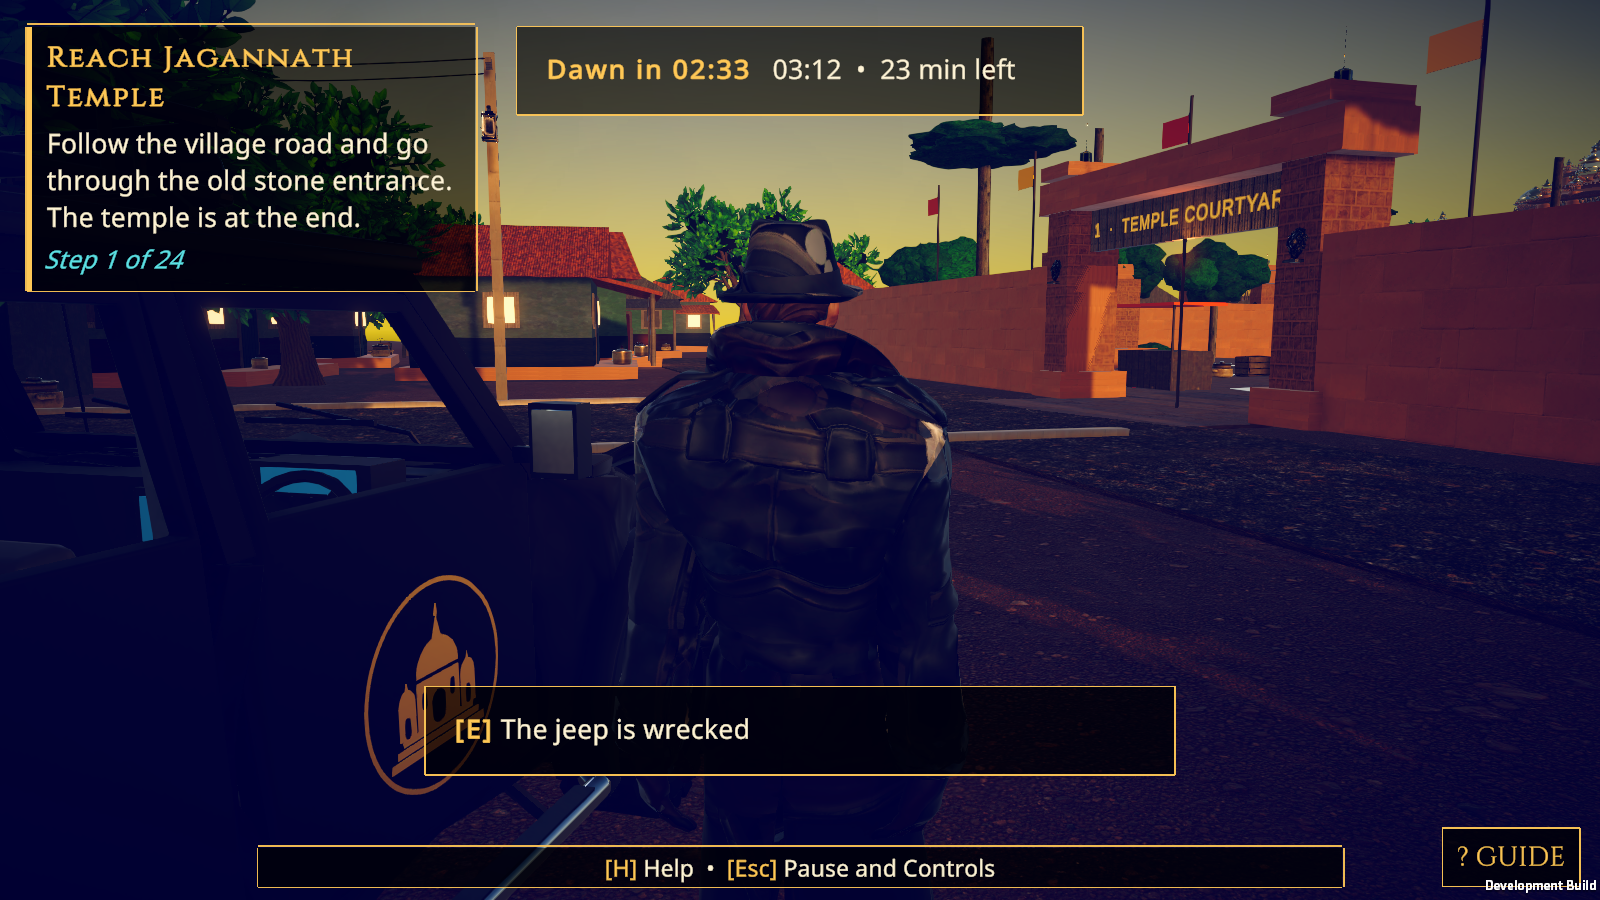 REACH JAGANNATH
TEMPLE
Follow the village road and go
through the old stone entrance.
The temple is at the end.
Step 1 of 24
Dawn in 02:33 03:12 • 23 min left
1 · TEMPLE COURTYAR
[E] The jeep is wrecked
[H] Help • [Esc] Pause and Controls
? GUIDE
Development Build